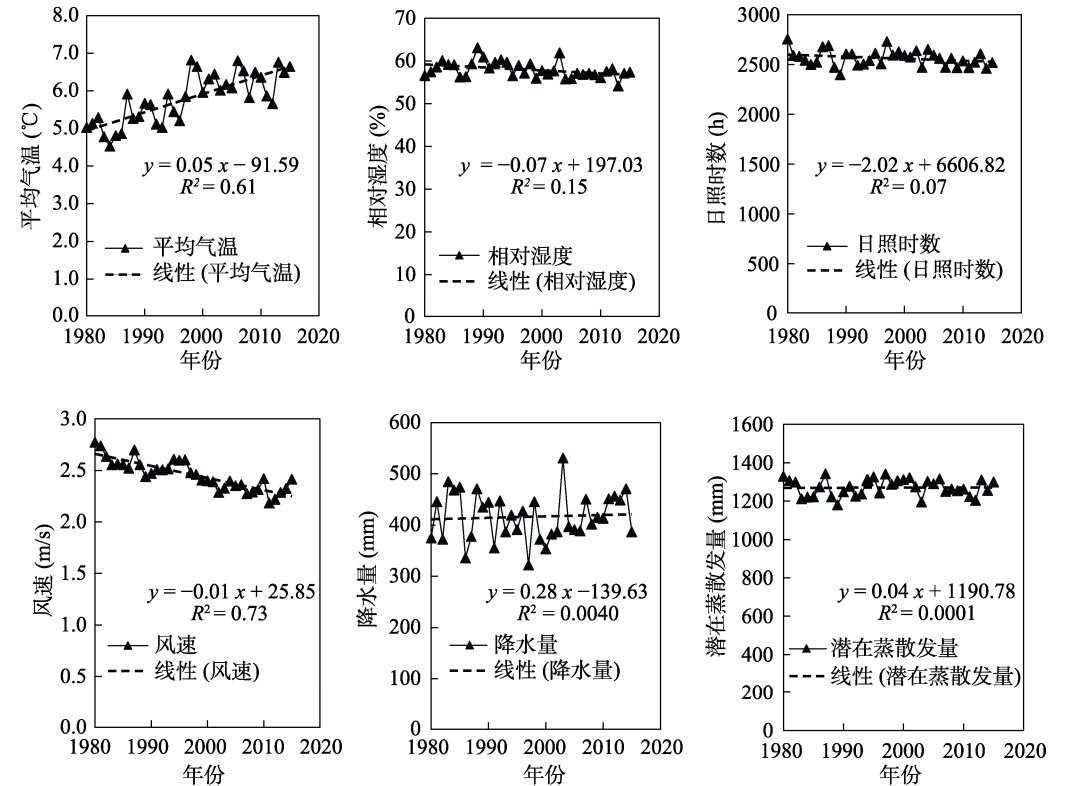 8.0
7.0
6.0
5.0
4.0
3.0
2.0
1.0
0.0
平均气温 (℃)
y = 0.05 x − 91.59
R² = 0.61
平均气温
线性 (平均气温)
1980 1990 2000 2010 2020
年份
70
60
50
40
30
20
10
0
相对湿度 (%)
y = −0.07 x + 197.03
R² = 0.15
相对湿度
线性 (相对湿度)
1980 1990 2000 2010 2020
年份
3000
2500
2000
1500
1000
500
0
日照时数 (h)
y = −2.02 x + 6606.82
R² = 0.07
日照时数
线性 (日照时数)
1980 1990 2000 2010 2020
年份
3.0
2.5
2.0
1.5
1.0
0.5
0.0
风速 (m/s)
y = −0.01 x + 25.85
R² = 0.73
风速
线性 (风速)
1980 1990 2000 2010 2020
年份
600
500
400
300
200
100
0
降水量 (mm)
y = 0.28 x −139.63
R² = 0.0040
降水量
线性 (降水量)
1980 1990 2000 2010 2020
年份
1600
1400
1200
1000
800
600
400
200
0
潜在蒸散发量 (mm)
y = 0.04 x + 1190.78
R² = 0.0001
潜在蒸散发量
线性 (潜在蒸散发量)
1980 1990 2000 2010 2020
年份